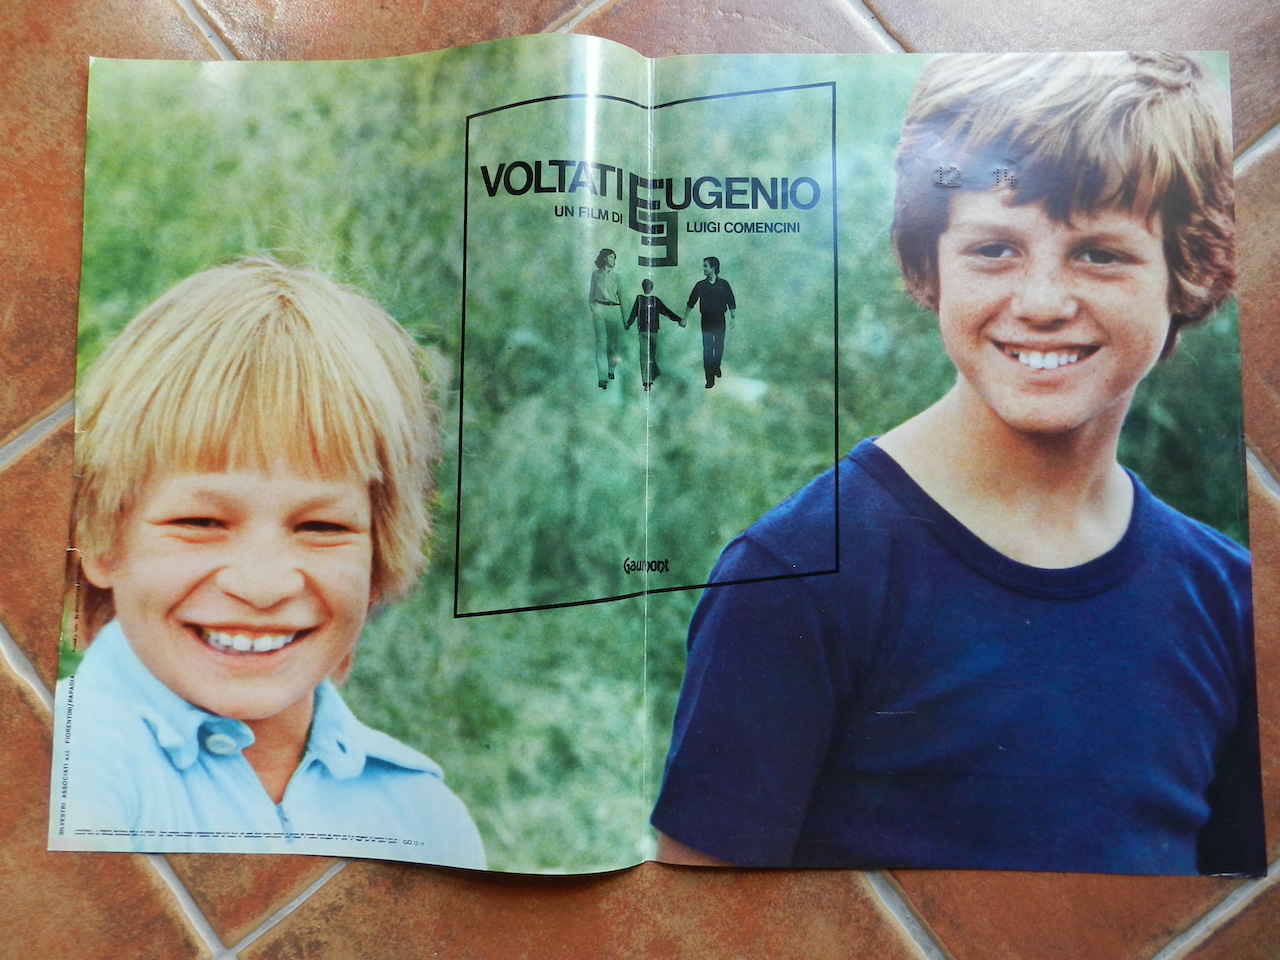 VOLTATI EUGENIO
UN FILM DI LUIGI COMENCINI
Gaumont
12 14
SILVESTRI ASSOCIATI s.r.l. FIORENTINI/PAPADIA